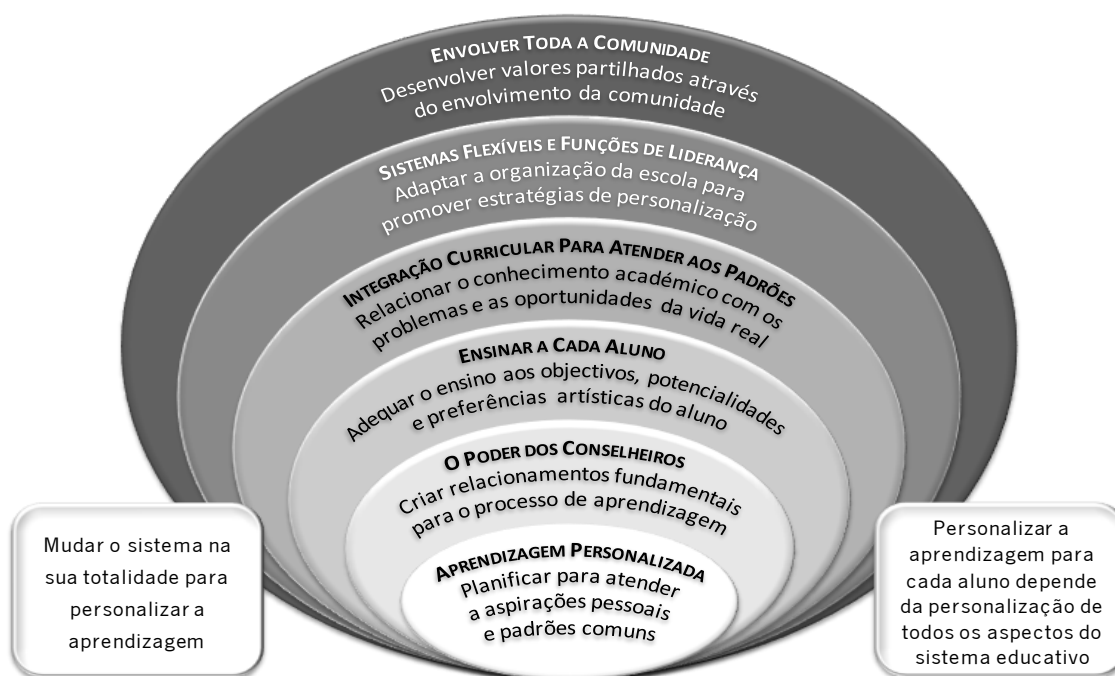 ENVOLVER TODA A COMUNIDADE
Desenvolver valores partilhados através
do envolvimento da comunidade
SISTEMAS FLEXÍVEIS E FUNÇÕES DE LIDERANÇA
Adaptar a organização da escola para
promover estratégias de personalização
INTEGRAÇÃO CURRICULAR PARA ATENDER AOS PADRÕES
Relacionar o conhecimento académico com os
problemas e as oportunidades da vida real
ENSINAR A CADA ALUNO
Adequar o ensino aos objectivos, potencialidades
e preferências artísticas do aluno
O PODER DOS CONSELHEIROS
Criar relacionamentos fundamentais
para o processo de aprendizagem
APRENDIZAGEM PERSONALIZADA
Planificar para atender
a aspirações pessoais
e padrões comuns
Mudar o sistema na
sua totalidade para
personalizar a
aprendizagem
Personalizar a
aprendizagem para
cada aluno depende
da personalização de
todos os aspectos do
sistema educativo